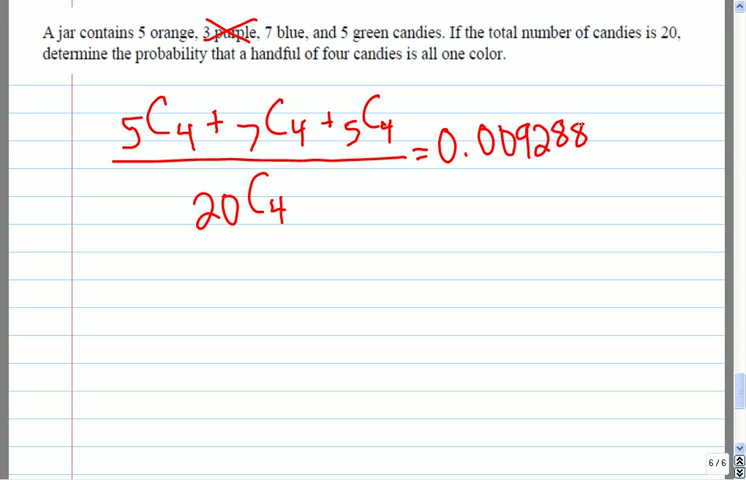 A jar contains 5 orange, 3 purple, 7 blue, and 5 green candies. If the total number of candies is 20,
determine the probability that a handful of four candies is all one color.
5C4 + 7C4 + 5C4
= 0.009288
20C4
6/6